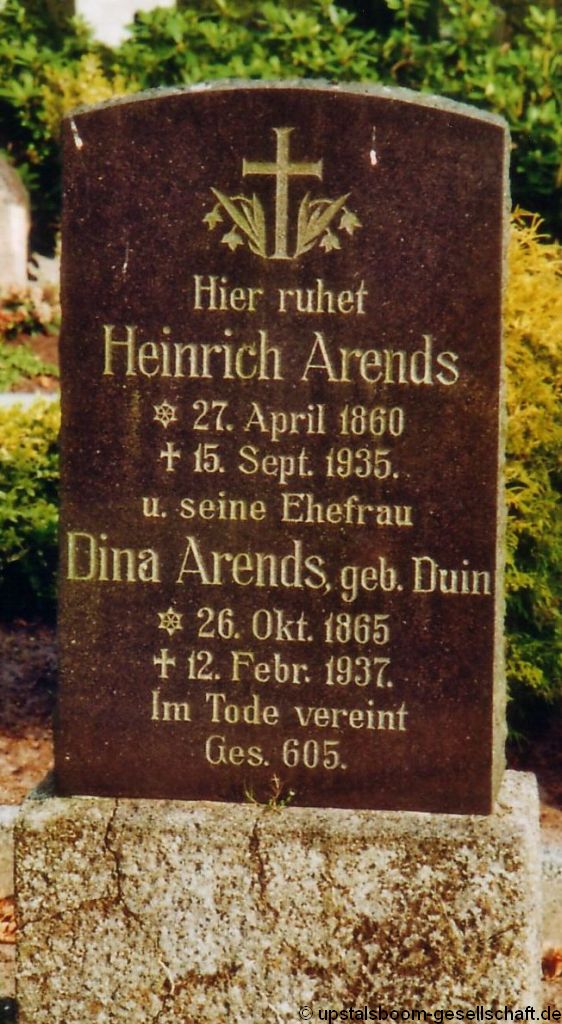 Hier ruhet
Heinrich Arends
✡ 27. April 1860
✝ 15. Sept. 1935.
u. seine Ehefrau
Dina Arends, geb. Duin
✡ 26. Okt. 1865
✝ 12. Febr. 1937.
Im Tode vereint
Ges. 605.
© upstalsboom-gesellschaft.de